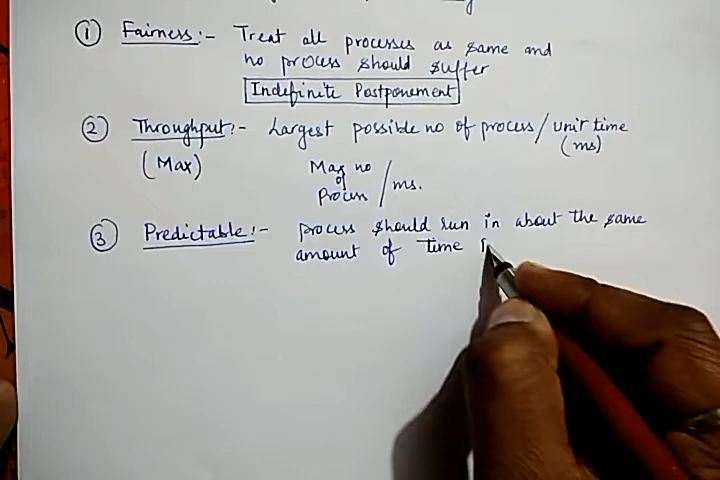 ① Fairness:- Treat all processes as same and
no process should suffer
Indefinite Postponement
② Throughput:- Largest possible no of process/unit time
(Max) (ms)
Max no
of
Process /ms.
③ Predictable:- process should run in about the same
amount of time